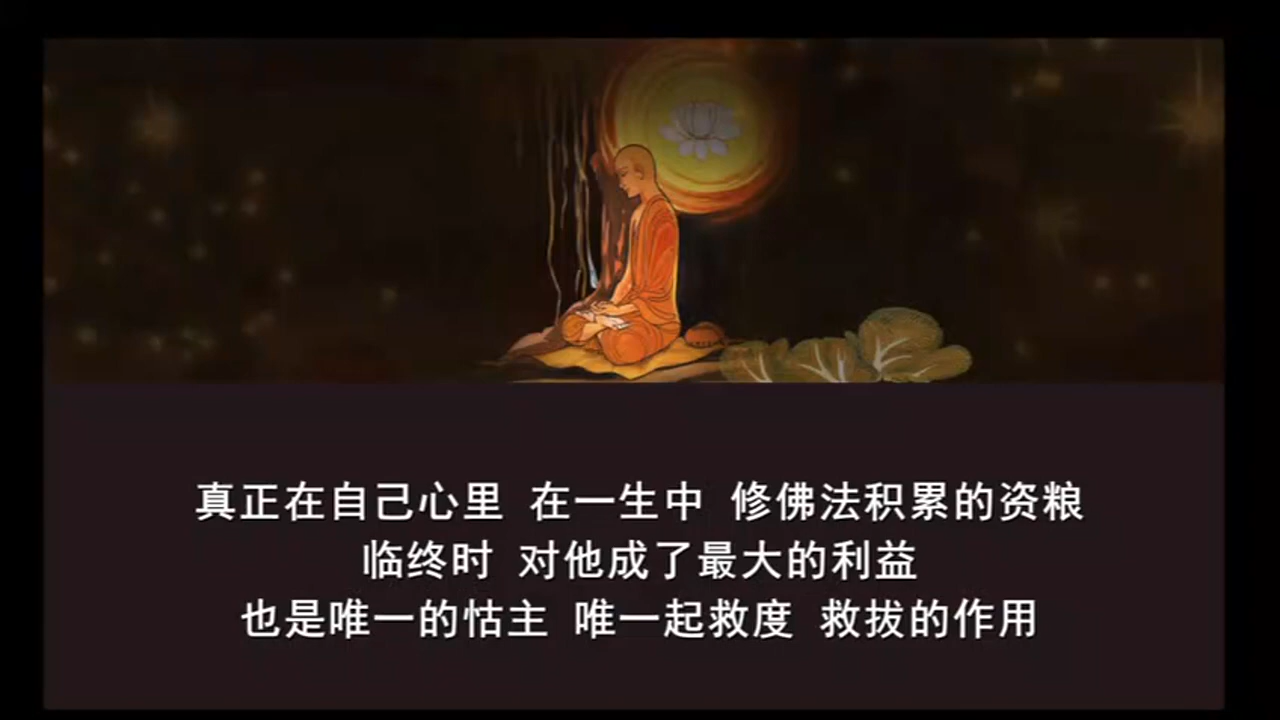 真正在自己心里 在一生中 修佛法积累的资粮
临终时 对他成了最大的利益
也是唯一的怙主 唯一起救度 救拔的作用